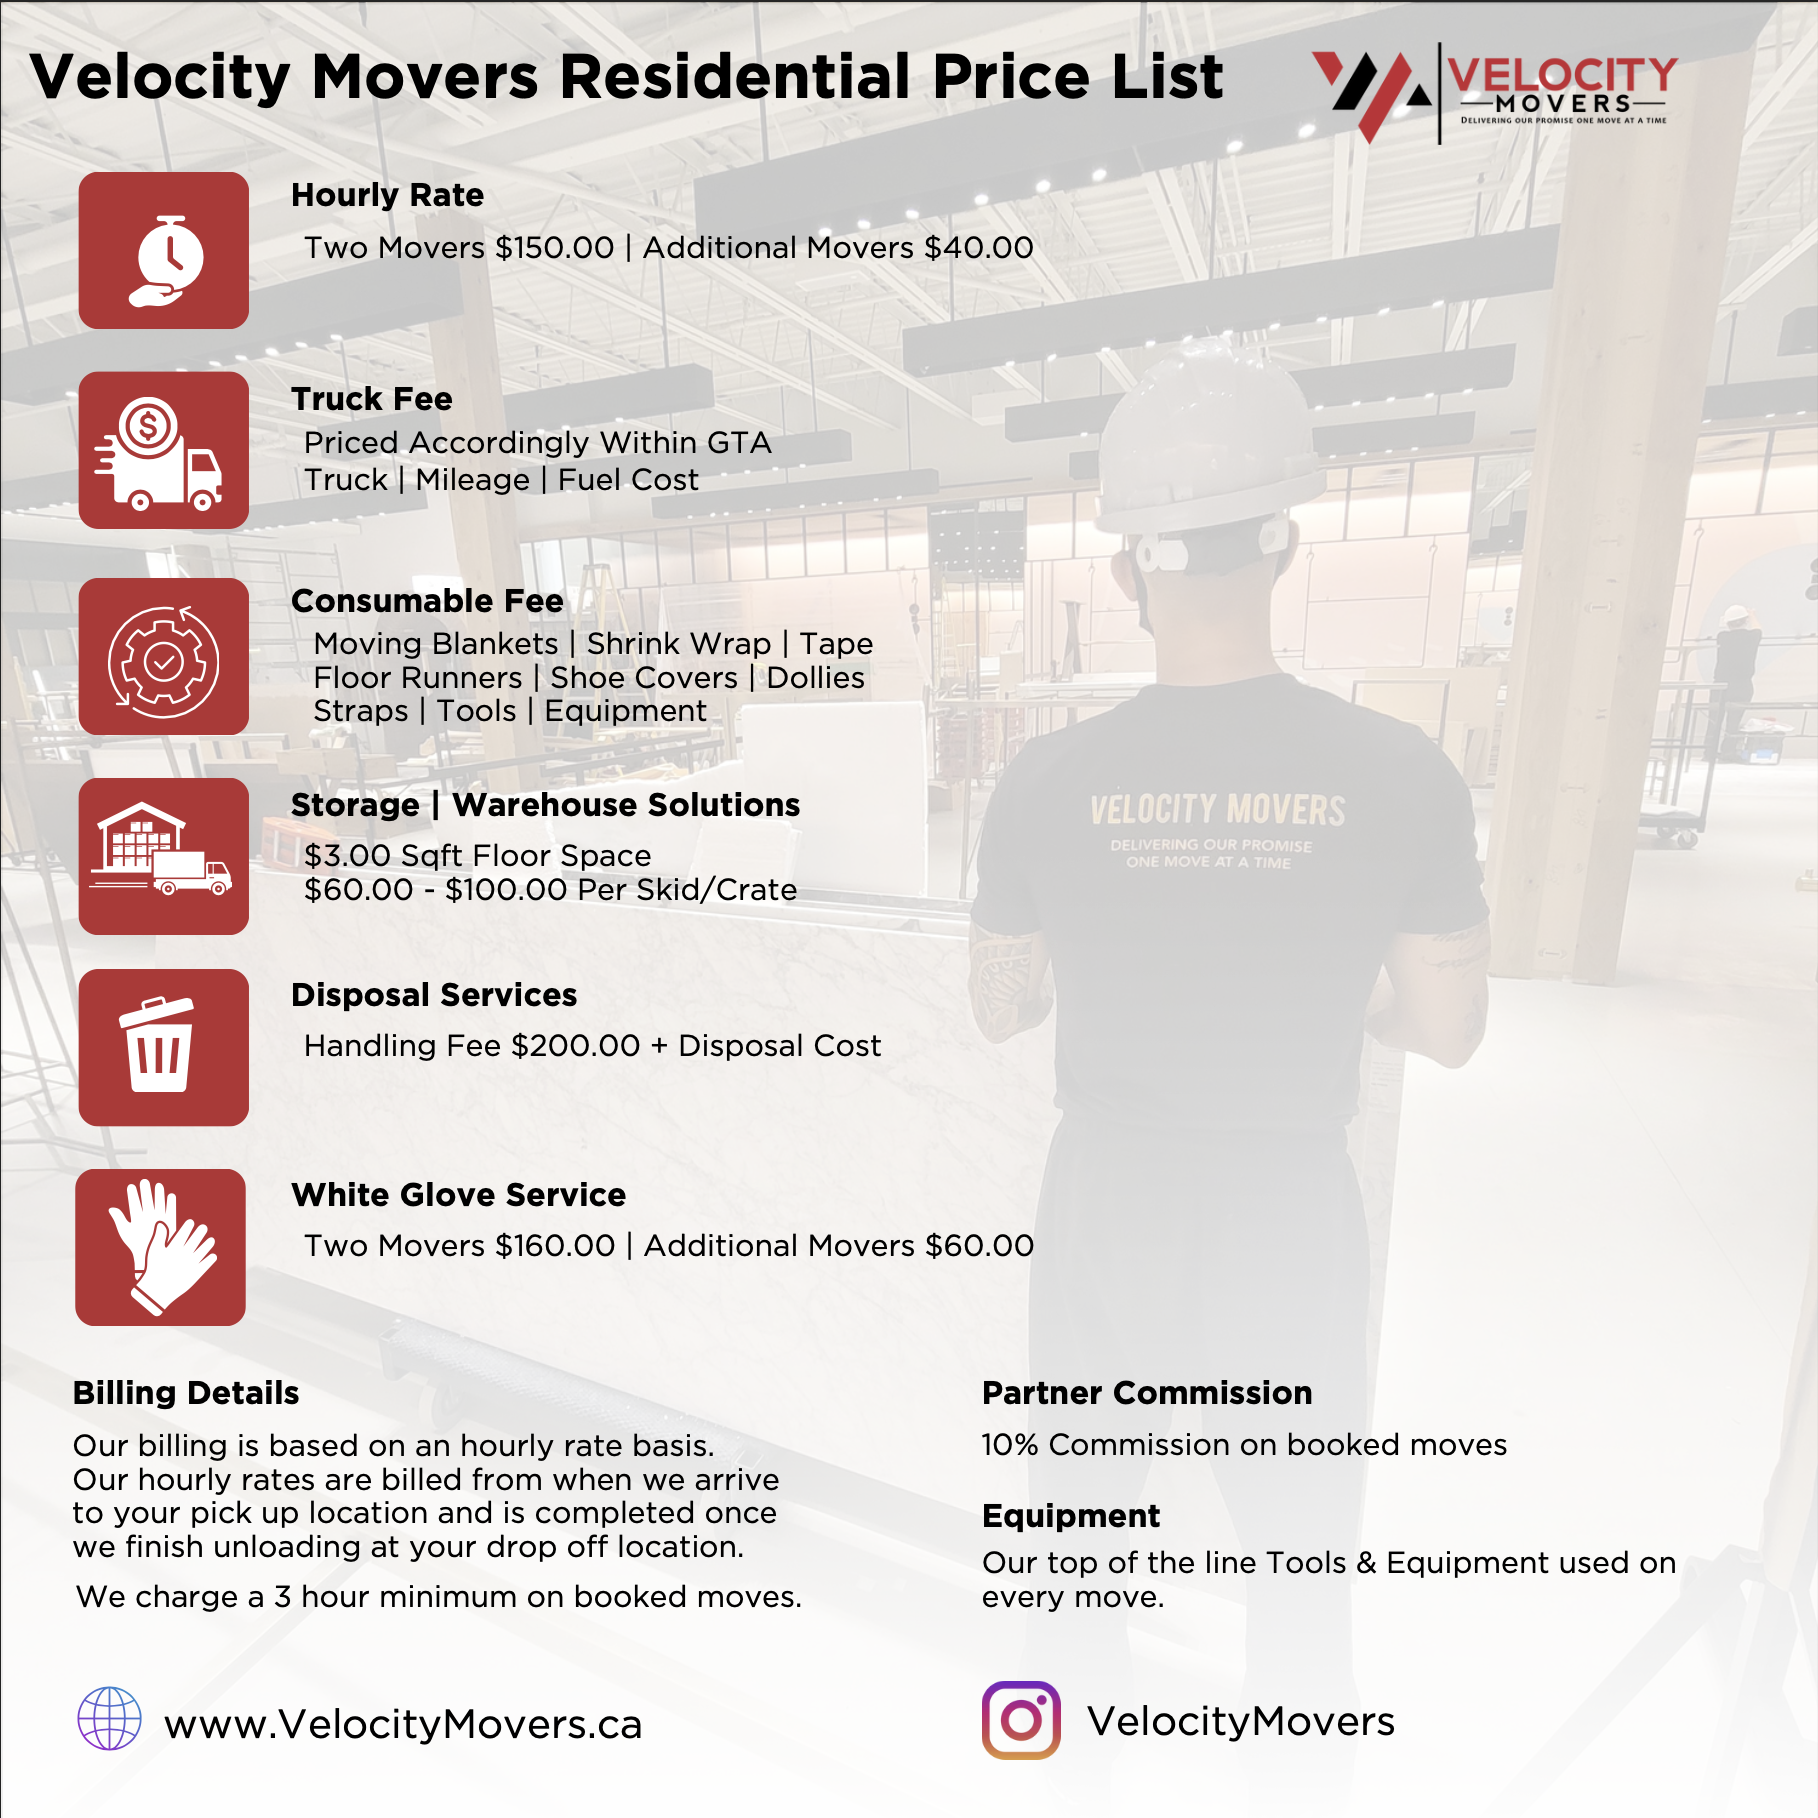 Velocity Movers Residential Price List
VELOCITY
MOVERS
DELIVERING OUR PROMISE ONE MOVE AT A TIME
Hourly Rate
Two Movers $150.00 | Additional Movers $40.00
Truck Fee
Priced Accordingly Within GTA
Truck | Mileage | Fuel Cost
Consumable Fee
Moving Blankets | Shrink Wrap | Tape
Floor Runners | Shoe Covers | Dollies
Straps | Tools | Equipment
Storage | Warehouse Solutions
$3.00 Sqft Floor Space
$60.00 - $100.00 Per Skid/Crate
VELOCITY MOVERS
DELIVERING OUR PROMISE
ONE MOVE AT A TIME
Disposal Services
Handling Fee $200.00 + Disposal Cost
White Glove Service
Two Movers $160.00 | Additional Movers $60.00
Billing Details
Our billing is based on an hourly rate basis.
Our hourly rates are billed from when we arrive
to your pick up location and is completed once
we finish unloading at your drop off location.
We charge a 3 hour minimum on booked moves.
Partner Commission
10% Commission on booked moves
Equipment
Our top of the line Tools & Equipment used on
every move.
www.VelocityMovers.ca
VelocityMovers